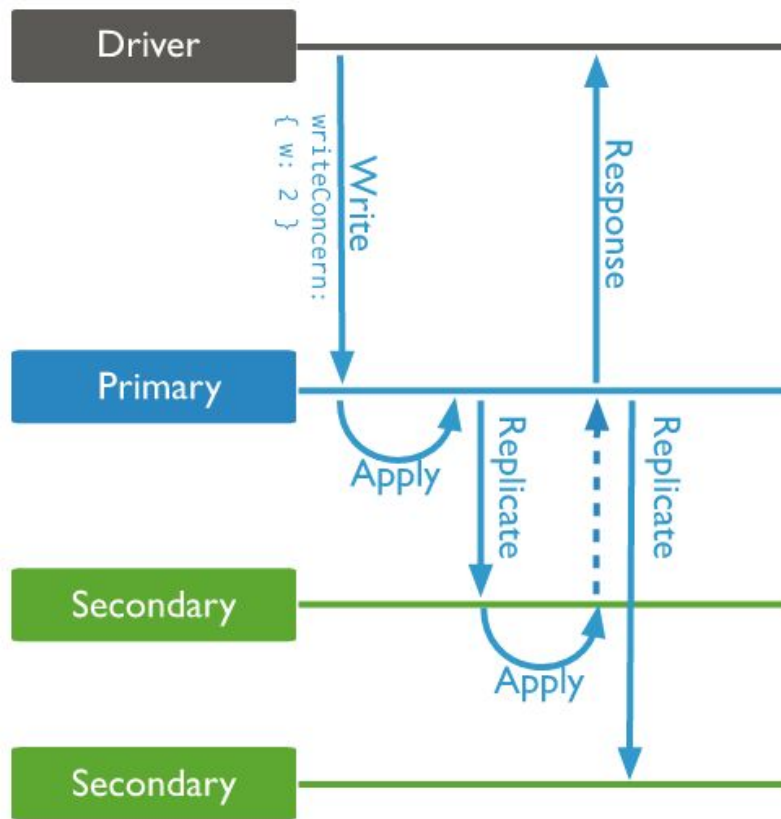 Driver
Write
writeConcern:
{ w: 2 }
Response
Primary
Apply
Replicate
Replicate
Secondary
Apply
Secondary